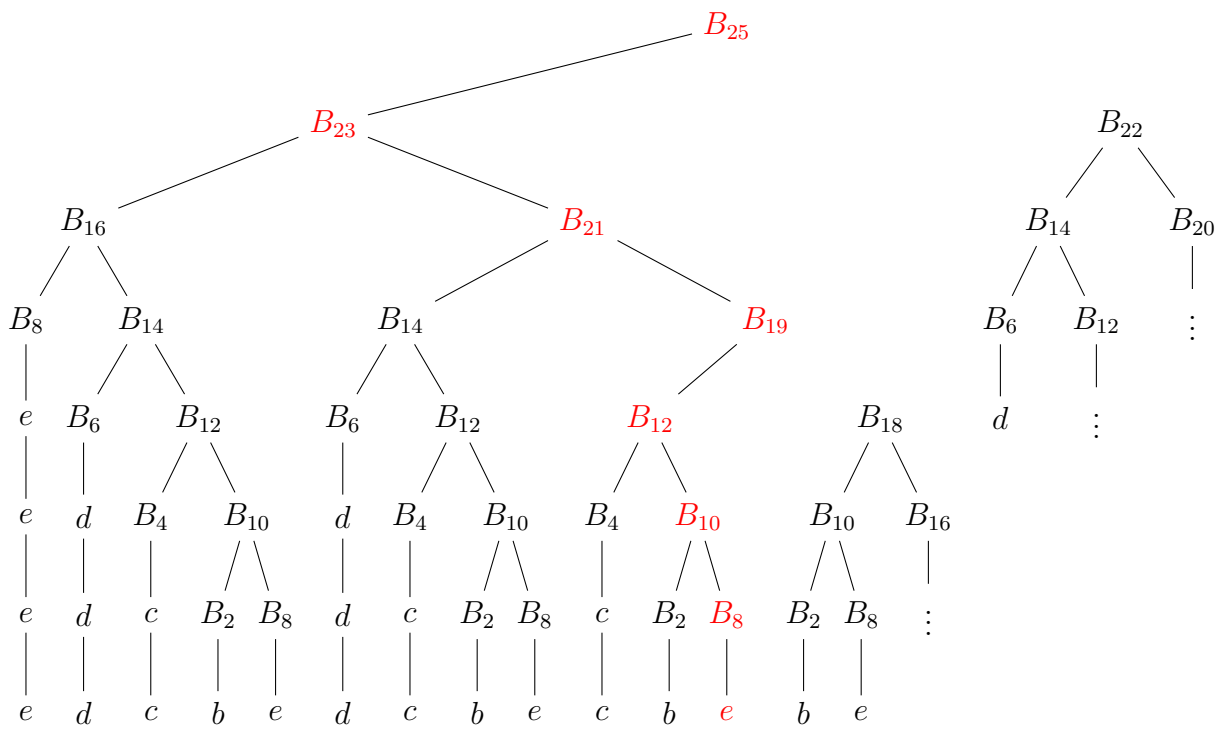 B₂₅
B₂₃ B₂₂
B₁₆ B₂₁ B₁₄ B₂₀
B₈ B₁₄ B₁₄ B₁₉ B₆ B₁₂ ⋮
e B₆ B₁₂ B₆ B₁₂ B₁₂ B₁₈ d ⋮
e d B₄ B₁₀ d B₄ B₁₀ B₄ B₁₀ B₁₀ B₁₆
e d c B₂ B₈ d c B₂ B₈ c B₂ B₈ B₂ B₈ ⋮
e d c b e d c b e c b e b e